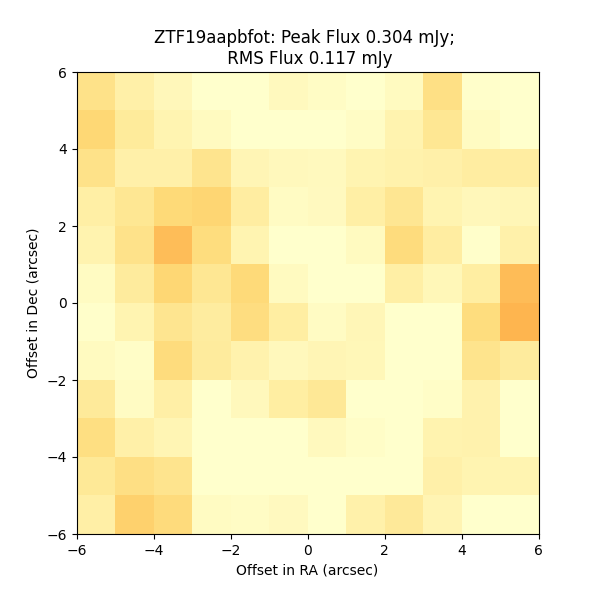 ZTF19aapbfot: Peak Flux 0.304 mJy;
RMS Flux 0.117 mJy
6
4
2
0
−2
−4
−6
Offset in Dec (arcsec)
−6 −4 −2 0 2 4 6
Offset in RA (arcsec)